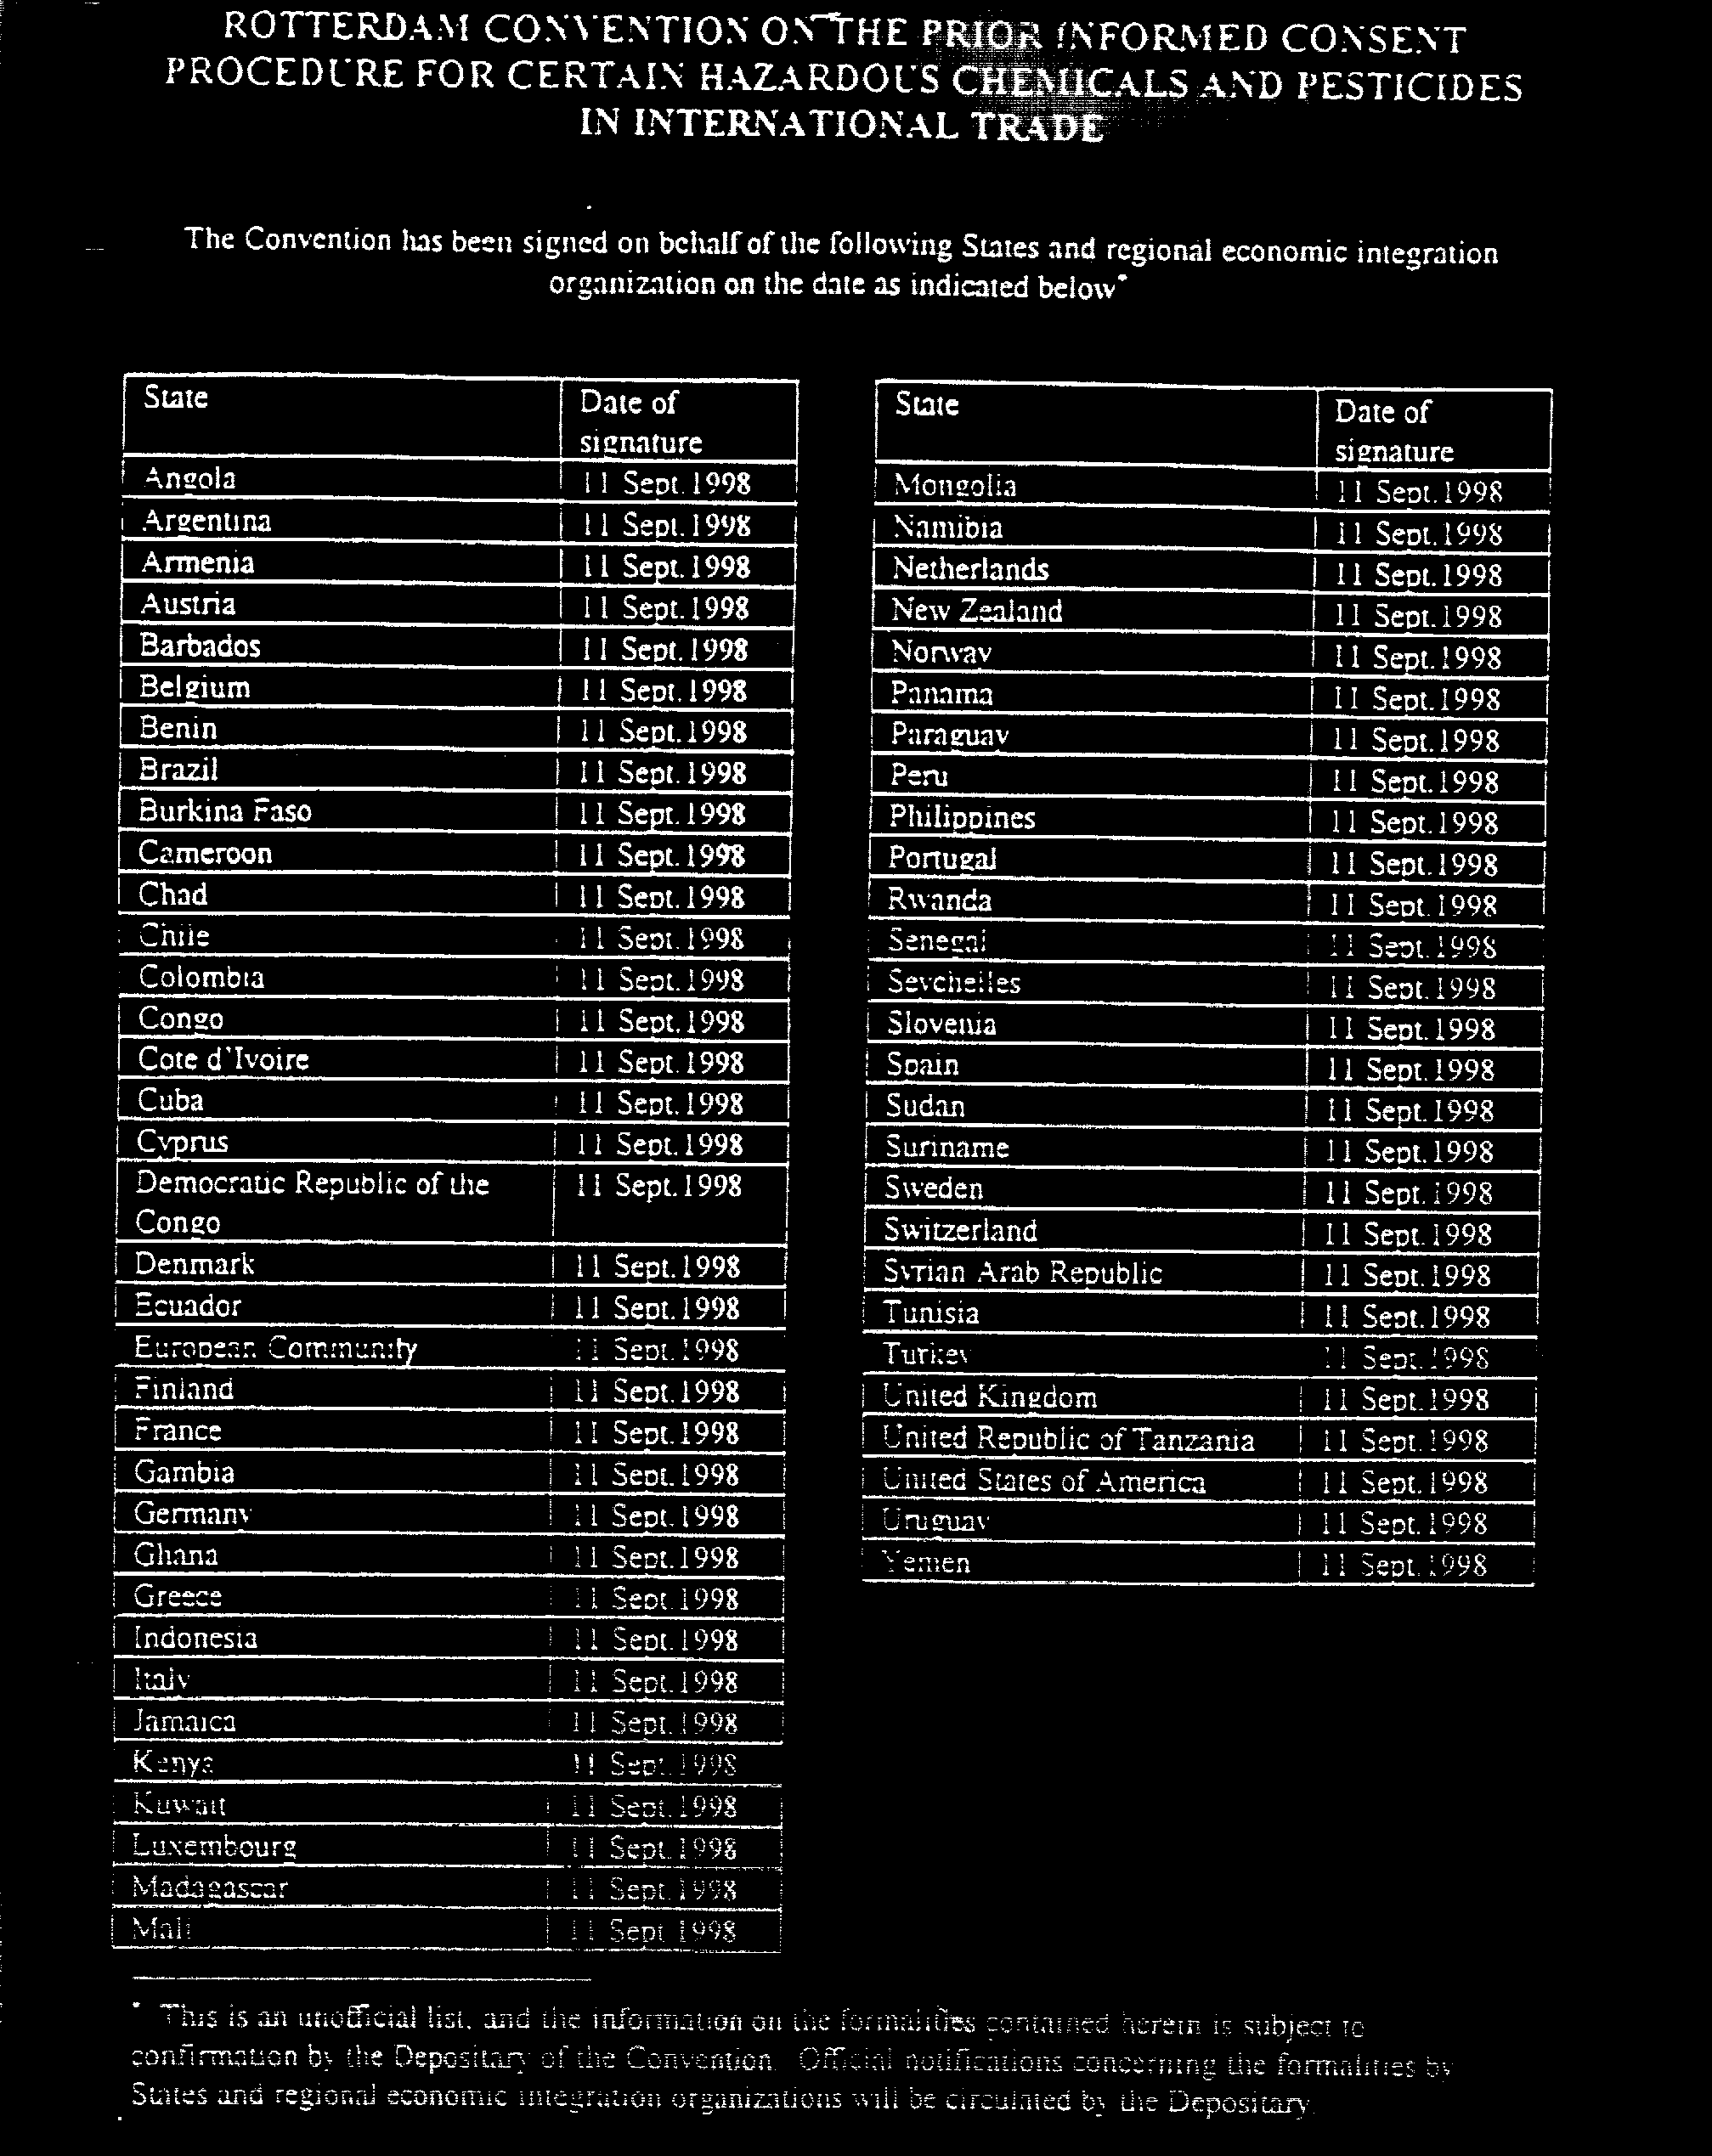 ROTTERDAM CONVENTION ON THE PRIOR INFORMED CONSENT
PROCEDURE FOR CERTAIN HAZARDOUS CHEMICALS AND PESTICIDES
IN INTERNATIONAL TRADE
The Convention has been signed on behalf of the following States and regional economic integration
organization on the date as indicated below*
State Date of
signature
Angola 11 Sept.1998
Argentina 11 Sept.1998
Armenia 11 Sept.1998
Austria 11 Sept.1998
Barbados 11 Sept.1998
Belgium 11 Sept.1998
Benin 11 Sept.1998
Brazil 11 Sept.1998
Burkina Faso 11 Sept.1998
Cameroon 11 Sept.1998
Chad 11 Sept.1998
Chile 11 Sept.1998
Colombia 11 Sept.1998
Congo 11 Sept.1998
Cote d'Ivoire 11 Sept.1998
Cuba 11 Sept.1998
Cyprus 11 Sept.1998
Democratic Republic of the 11 Sept.1998
Congo
Denmark 11 Sept.1998
Ecuador 11 Sept.1998
European Community 11 Sept.1998
Finland 11 Sept.1998
France 11 Sept.1998
Gambia 11 Sept.1998
Germany 11 Sept.1998
Ghana 11 Sept.1998
Greece 11 Sept.1998
Indonesia 11 Sept.1998
Italy 11 Sept.1998
Jamaica 11 Sept.1998
Kenya 11 Sept.1998
Kuwait 11 Sept.1998
Luxembourg 11 Sept.1998
Madagascar 11 Sept.1998
Mali 11 Sept 1998
State Date of
signature
Mongolia 11 Sept.1998
Namibia 11 Sept.1998
Netherlands 11 Sept.1998
New Zealand 11 Sept.1998
Norway 11 Sept.1998
Panama 11 Sept.1998
Paraguay 11 Sept.1998
Peru 11 Sept.1998
Philippines 11 Sept.1998
Portugal 11 Sept.1998
Rwanda 11 Sept.1998
Senegal 11 Sept.1998
Seychelles 11 Sept.1998
Slovenia 11 Sept.1998
Spain 11 Sept.1998
Sudan 11 Sept.1998
Suriname 11 Sept.1998
Sweden 11 Sept.1998
Switzerland 11 Sept.1998
Syrian Arab Republic 11 Sept.1998
Tunisia 11 Sept.1998
Turkey 11 Sept.1998
United Kingdom 11 Sept.1998
United Republic of Tanzania 11 Sept.1998
United States of America 11 Sept.1998
Uruguay 11 Sept.1998
Yemen 11 Sept.1998
* This is an unofficial list, and the information on the formalities contained herein is subject to
confirmation by the Depositary of the Convention. Official notifications concerning the formalities by
States and regional economic integration organizations will be circulated by the Depositary.